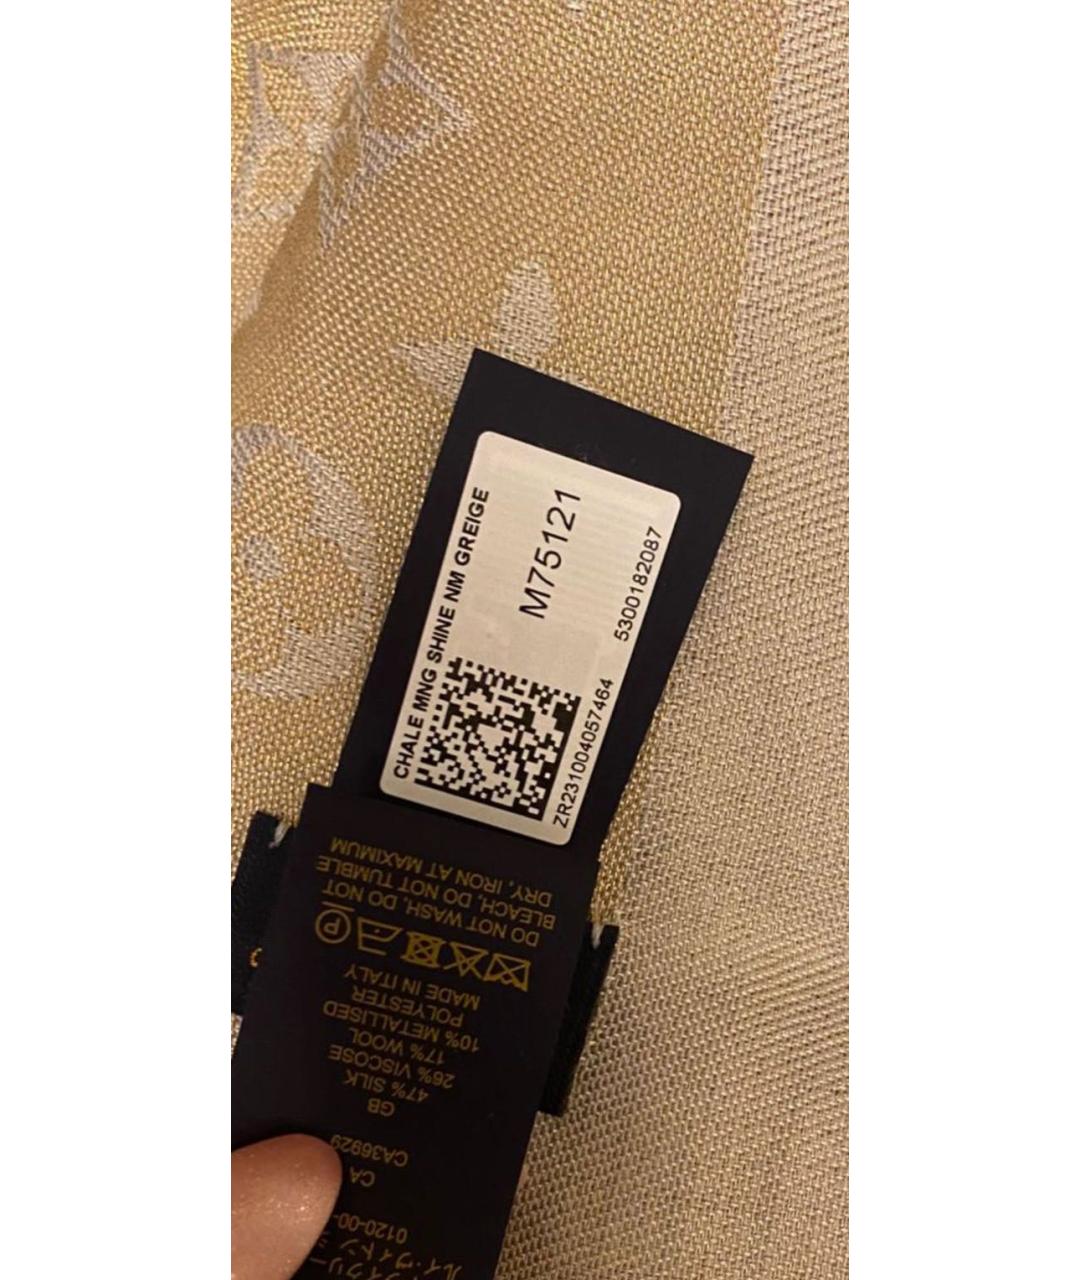 CHALE MNG SHINE NM GREIGE
M75121
5300182087
ZR231004057464
0120-00-
CA
CA36929
GB
47% SILK
26% VISCOSE
17% WOOL
10% METALLISED
POLYESTER
MADE IN ITALY
P
DO NOT WASH, DO NOT
BLEACH, DO NOT TUMBLE
DRY, IRON AT MAXIMUM